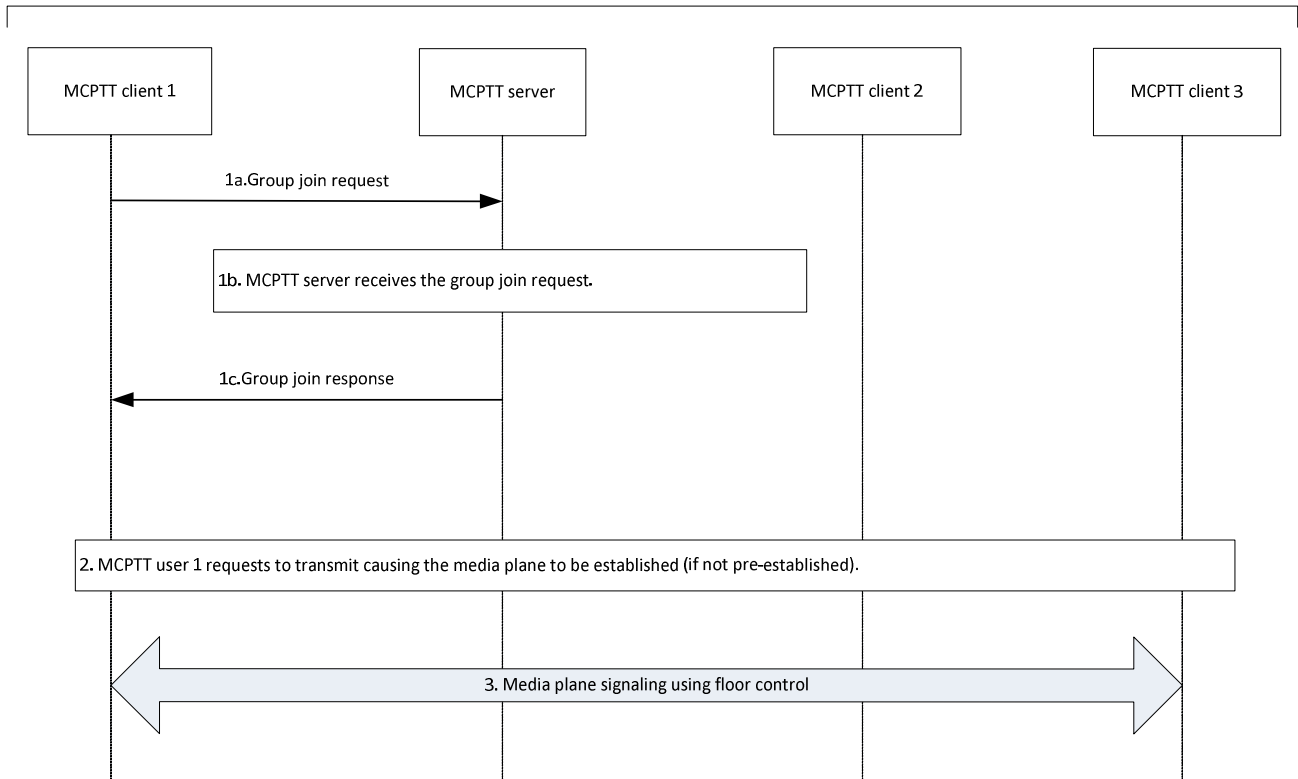 MCPTT client 1
MCPTT server
MCPTT client 2
MCPTT client 3
1a.Group join request
1b. MCPTT server receives the group join request.
1c.Group join response
2. MCPTT user 1 requests to transmit causing the media plane to be established (if not pre-established).
3. Media plane signaling using floor control